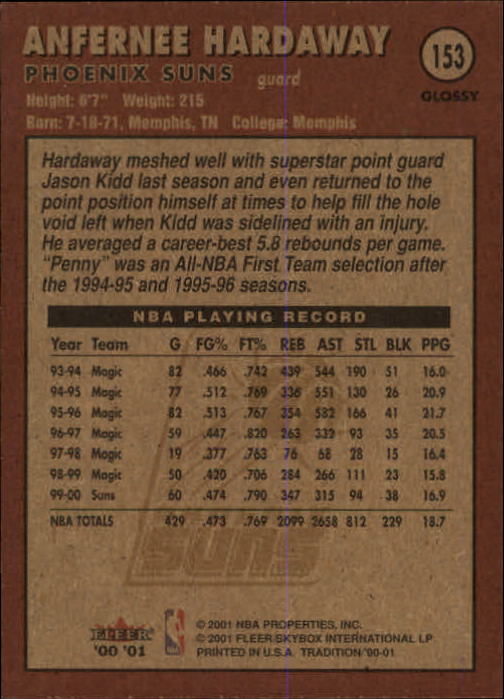 ANFERNEE HARDAWAY
153
PHOENIX SUNS guard
GLOSSY
Height: 6'7" Weight: 215
Born: 7-18-71, Memphis, TN College: Memphis
Hardaway meshed well with superstar point guard
Jason Kidd last season and even returned to the
point position himself at times to help fill the hole
void left when Kidd was sidelined with an injury.
He averaged a career-best 5.8 rebounds per game.
"Penny" was an All-NBA First Team selection after
the 1994-95 and 1995-96 seasons.
NBA PLAYING RECORD
Year Team G FG% FT% REB AST STL BLK PPG
93-94 Magic 82 .466 .742 439 544 190 51 16.0
94-95 Magic 77 .512 .769 336 551 130 26 20.9
95-96 Magic 82 .513 .767 354 582 166 41 21.7
96-97 Magic 59 .447 .820 263 332 93 35 20.5
97-98 Magic 19 .377 .763 76 68 28 15 16.4
98-99 Magic 50 .420 .706 284 266 111 23 15.8
99-00 Suns 60 .474 .790 347 315 94 38 16.9
NBA TOTALS 429 .473 .769 2099 2658 812 229 18.7
SUNS
FLEER
'00 '01
© 2001 NBA PROPERTIES, INC.
© 2001 FLEER/SKYBOX INTERNATIONAL LP
PRINTED IN U.S.A. TRADITION/'00-01